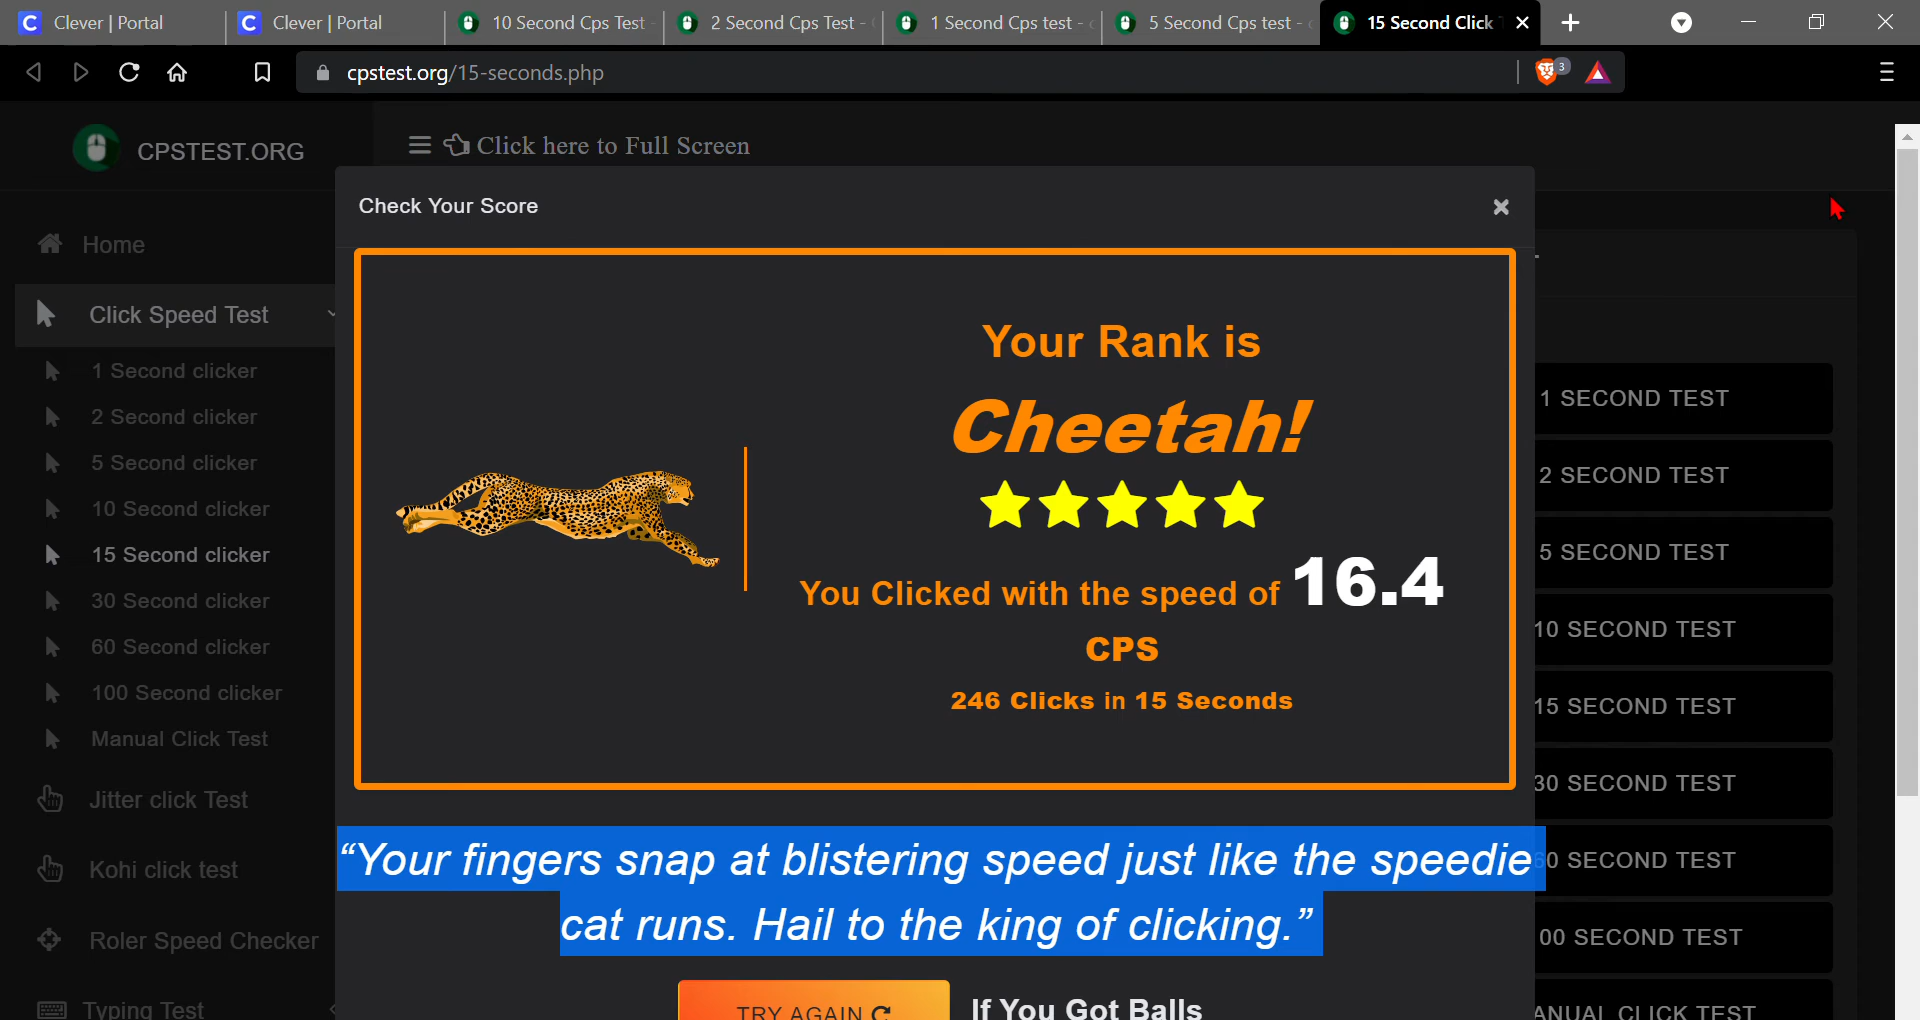 Clever | Portal
Clever | Portal
10 Second Cps Test
2 Second Cps Test -
1 Second Cps test -
5 Second Cps test -
15 Second Click
cpstest.org/15-seconds.php
3
CPSTEST.ORG
Click here to Full Screen
Check Your Score
Home
Click Speed Test
1 Second clicker
2 Second clicker
5 Second clicker
10 Second clicker
15 Second clicker
30 Second clicker
60 Second clicker
100 Second clicker
Manual Click Test
Jitter click Test
Kohi click test
Roler Speed Checker
Typing Test
Your Rank is
Cheetah!
You Clicked with the speed of 16.4
CPS
246 Clicks in 15 Seconds
“Your fingers snap at blistering speed just like the speedie
cat runs. Hail to the king of clicking.”
TRY AGAIN
If You Got Balls
1 SECOND TEST
2 SECOND TEST
5 SECOND TEST
10 SECOND TEST
15 SECOND TEST
30 SECOND TEST
60 SECOND TEST
00 SECOND TEST
ANUAL CLICK TEST